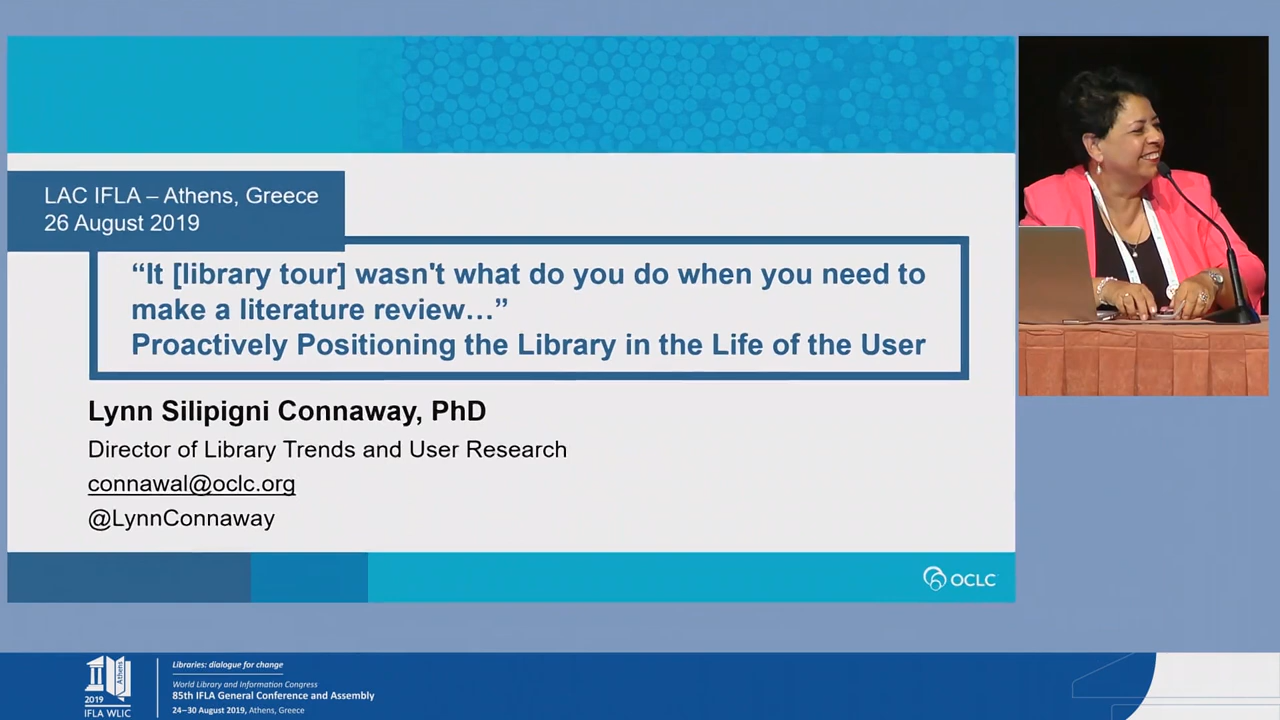 LAC IFLA – Athens, Greece
26 August 2019
“It [library tour] wasn't what do you do when you need to
make a literature review…”
Proactively Positioning the Library in the Life of the User
Lynn Silipigni Connaway, PhD
Director of Library Trends and User Research
connawal@oclc.org
@LynnConnaway
OCLC
Athens
2019
IFLA WLIC
Libraries: dialogue for change
World Library and Information Congress
85th IFLA General Conference and Assembly
24–30 August 2019, Athens, Greece